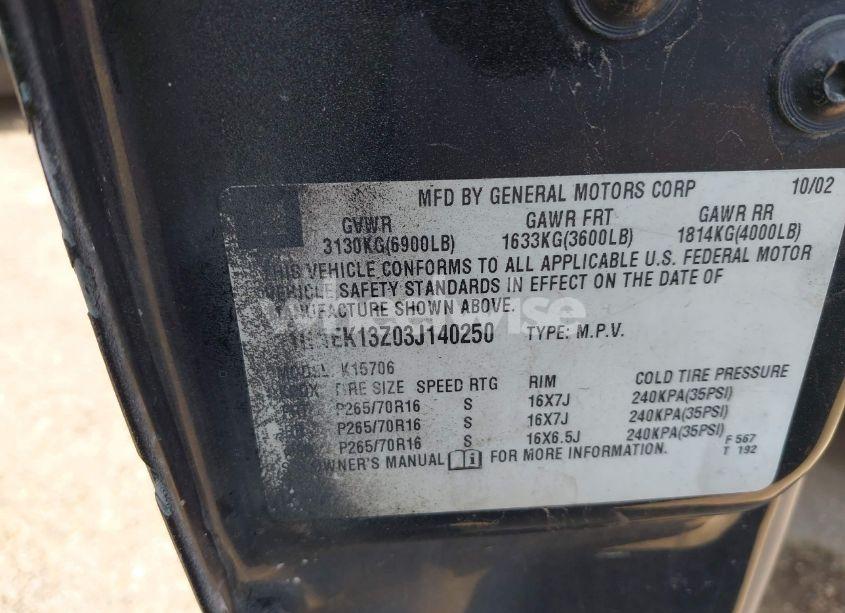 MFD BY GENERAL MOTORS CORP 10/02
GVWR GAWR FRT GAWR RR
3130KG(6900LB) 1633KG(3600LB) 1814KG(4000LB)
THIS VEHICLE CONFORMS TO ALL APPLICABLE U.S. FEDERAL MOTOR
VEHICLE SAFETY STANDARDS IN EFFECT ON THE DATE OF
MANUFACTURE SHOWN ABOVE.
EK13Z03J140250 TYPE: M.P.V.
MODEL K15706
TIRE SIZE SPEED RTG RIM COLD TIRE PRESSURE
P265/70R16 S 16X7J 240KPA(35PSI)
P265/70R16 S 16X7J 240KPA(35PSI)
P265/70R16 S 16X6.5J 240KPA(35PSI)
OWNER'S MANUAL FOR MORE INFORMATION.
F 567
T 192